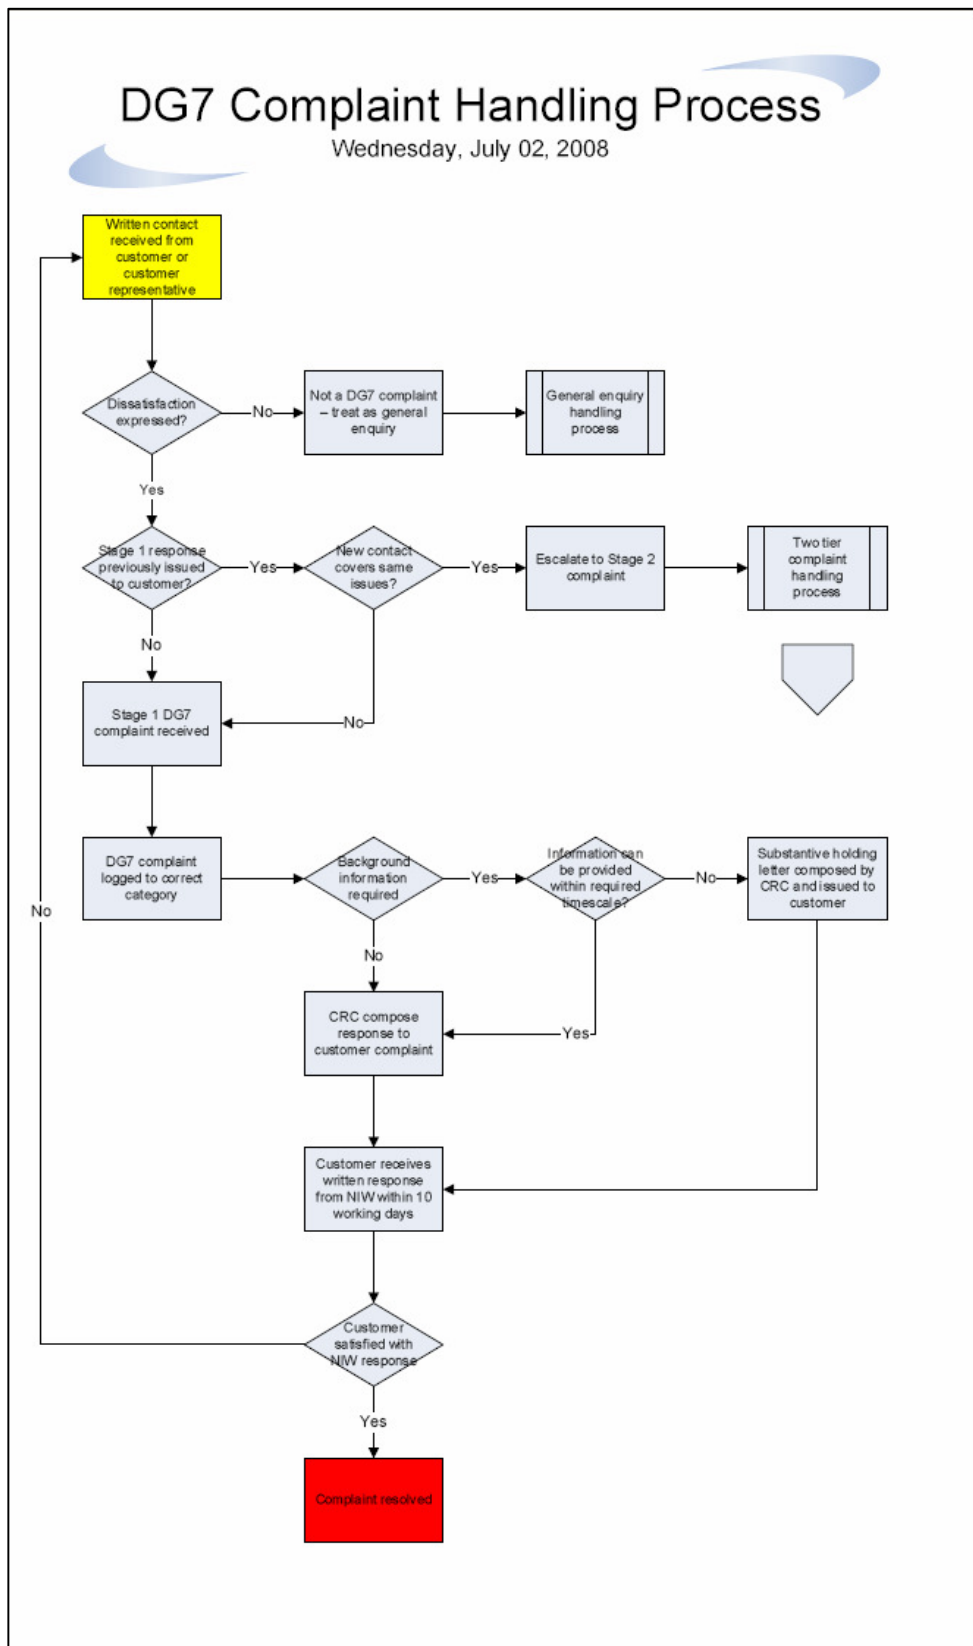 DG7 Complaint Handling Process
Wednesday, July 02, 2008
Written contact
received from
customer or
customer
representative
Dissatisfaction
expressed?
No
Not a DG7 complaint
– treat as general
enquiry
General enquiry
handling
process
Yes
Stage 1 response
previously issued
to customer?
Yes
New contact
covers same
issues?
Yes
Escalate to Stage 2
complaint
Two tier
complaint
handling
process
No
Stage 1 DG7
complaint received
No
DG7 complaint
logged to correct
category
Background
information
required
Yes
Information can
be provided
within required
timescale?
No
Substantive holding
letter composed by
CRC and issued to
customer
No
No
CRC compose
response to
customer complaint
Yes
Customer receives
written response
from NIW within 10
working days
Customer
satisfied with
NIW response
Yes
Complaint resolved